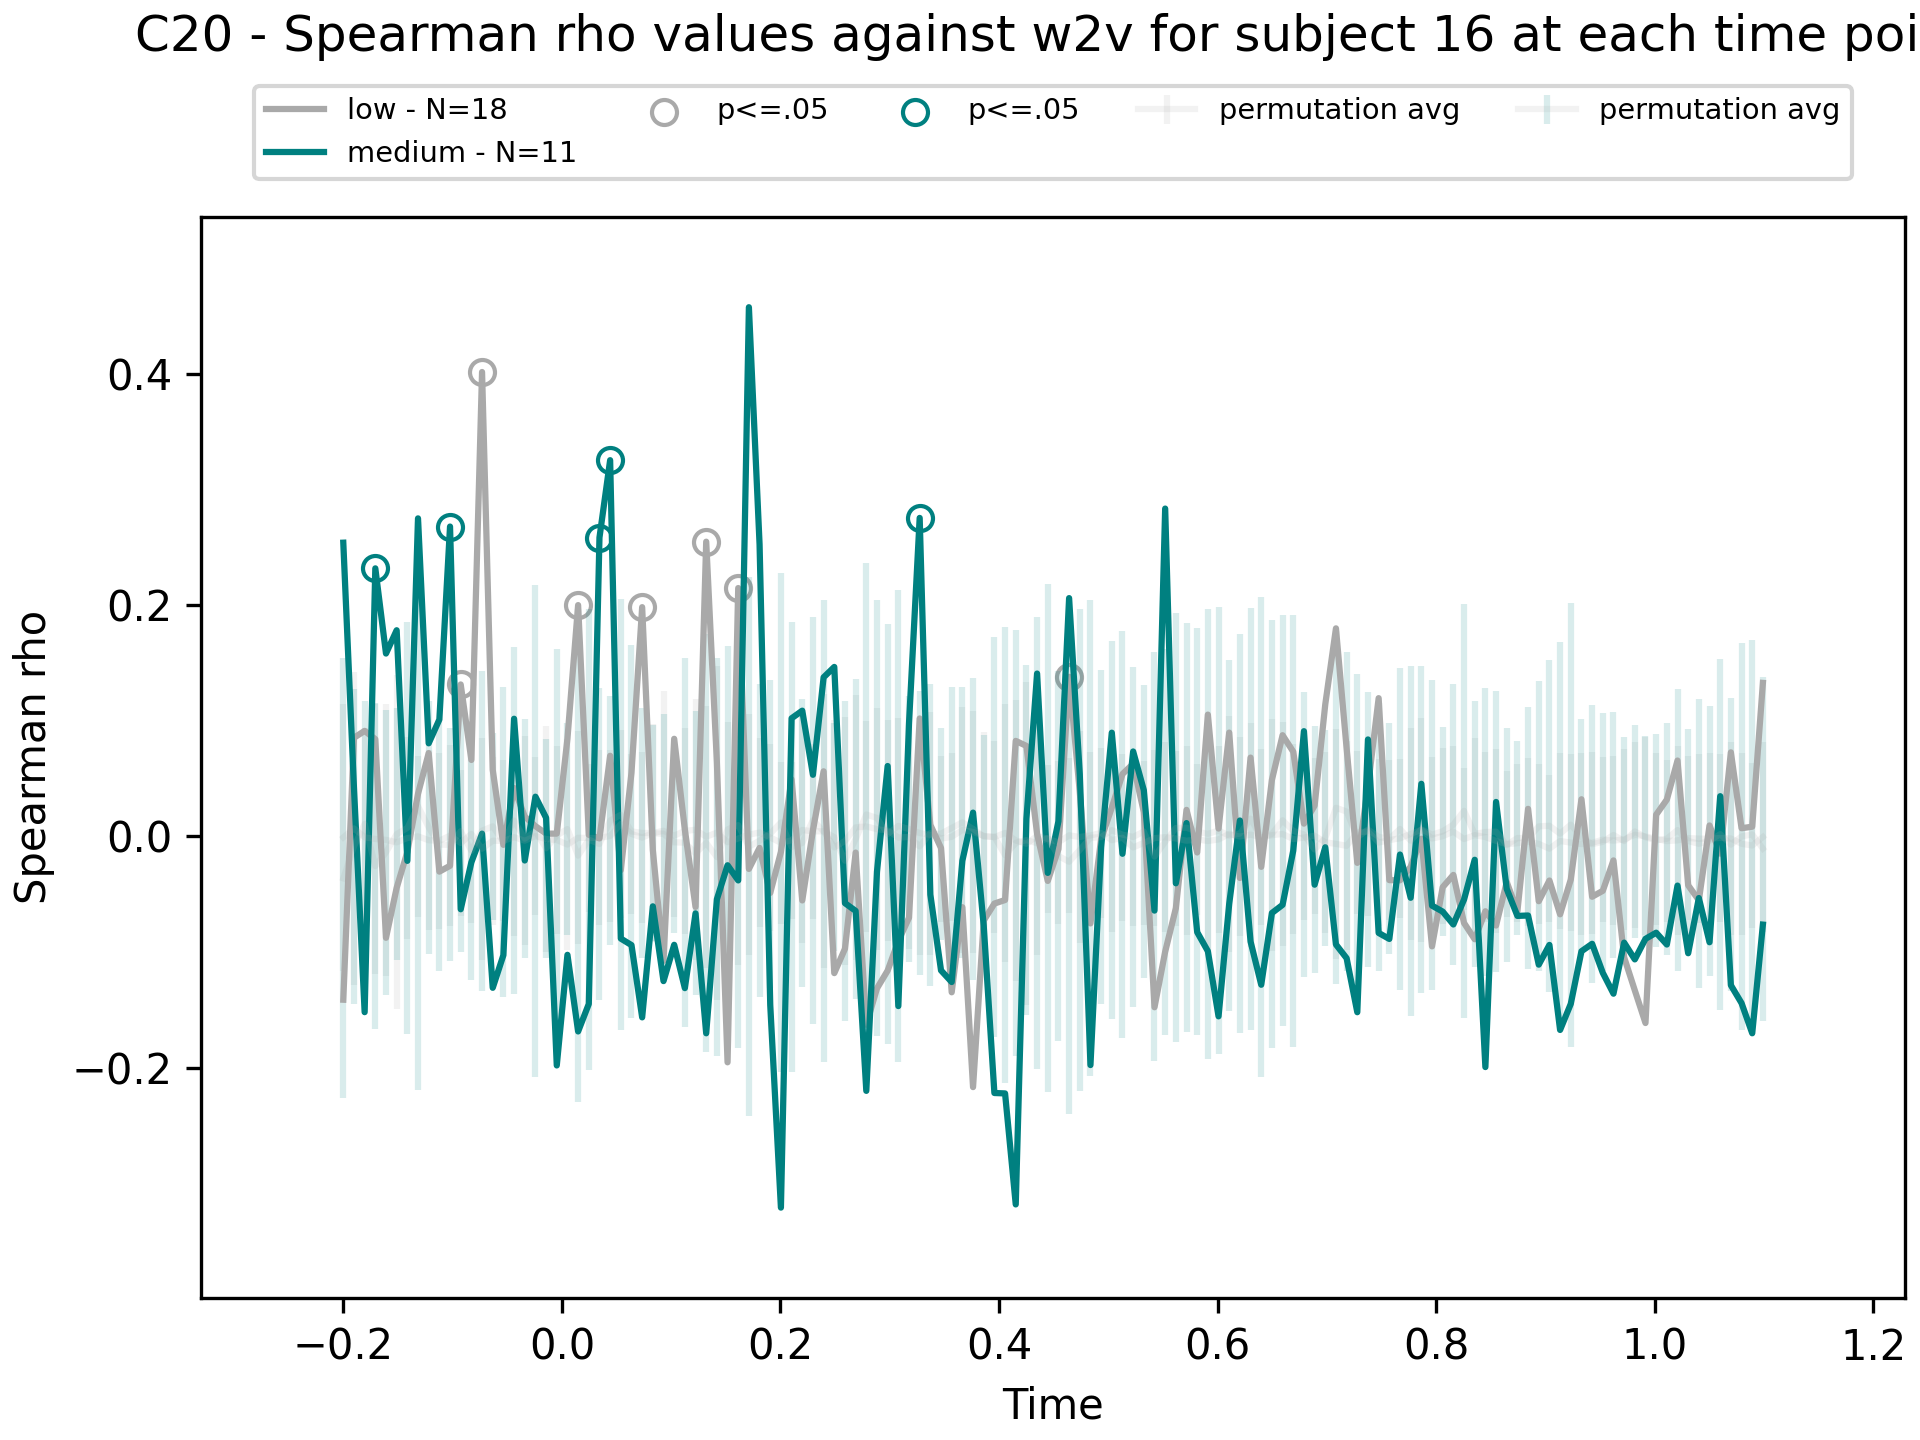 C20 - Spearman rho values against w2v for subject 16 at each time poi
low - N=18
medium - N=11
p<=.05
p<=.05
permutation avg
permutation avg
Spearman rho
0.4
0.2
0.0
−0.2
−0.2 0.0 0.2 0.4 0.6 0.8 1.0 1.2
Time